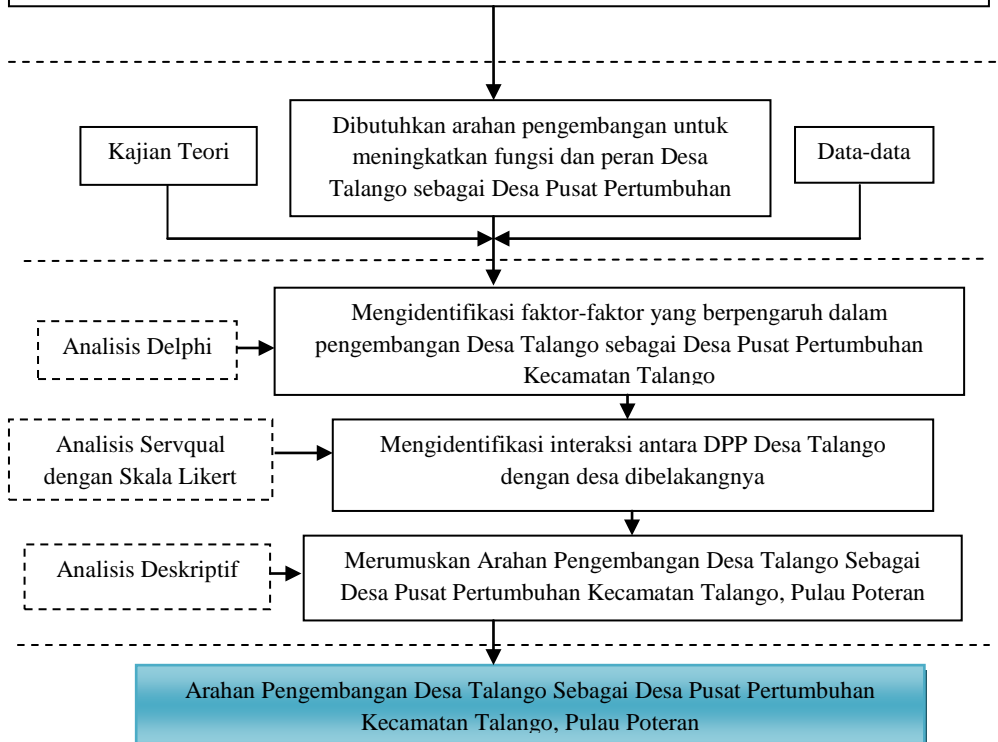 Dibutuhkan arahan pengembangan untuk
meningkatkan fungsi dan peran Desa
Talango sebagai Desa Pusat Pertumbuhan
Kajian Teori
Data-data
Mengidentifikasi faktor-faktor yang berpengaruh dalam
pengembangan Desa Talango sebagai Desa Pusat Pertumbuhan
Kecamatan Talango
Analisis Delphi
Analisis Servqual
dengan Skala Likert
Mengidentifikasi interaksi antara DPP Desa Talango
dengan desa dibelakangnya
Analisis Deskriptif
Merumuskan Arahan Pengembangan Desa Talango Sebagai
Desa Pusat Pertumbuhan Kecamatan Talango, Pulau Poteran
Arahan Pengembangan Desa Talango Sebagai Desa Pusat Pertumbuhan
Kecamatan Talango, Pulau Poteran